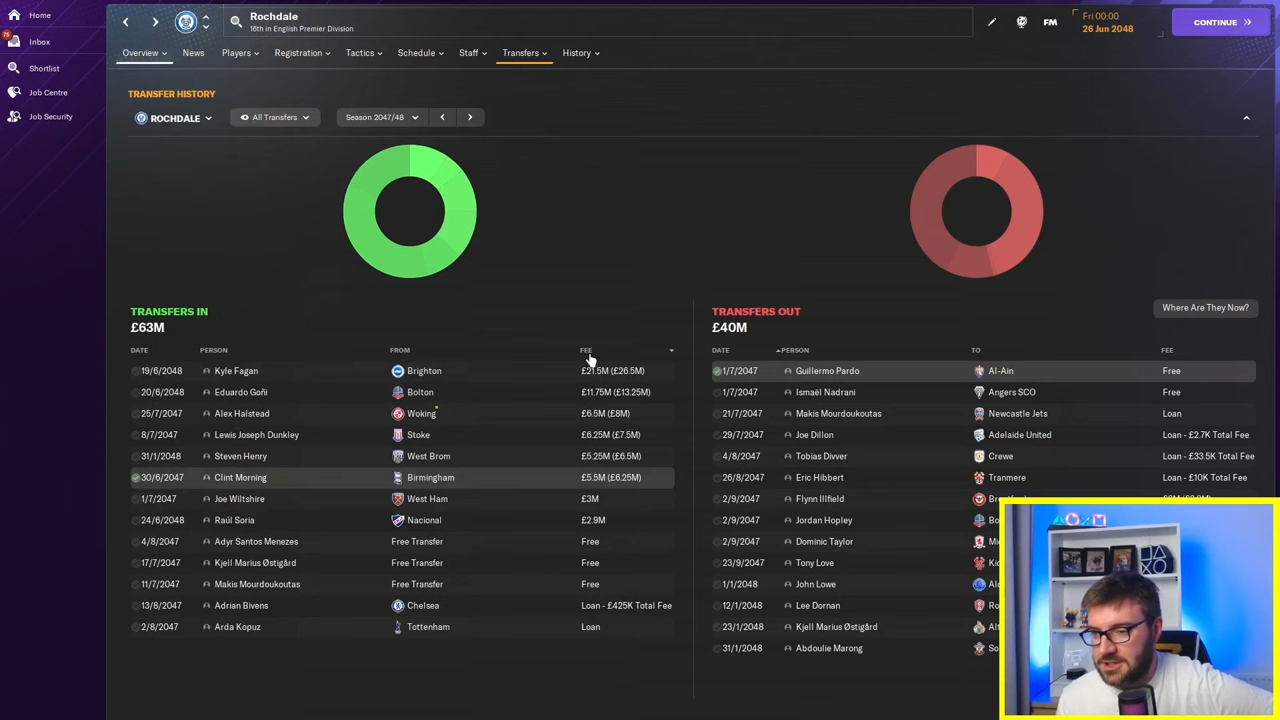 Home
75
Inbox
Shortlist
Job Centre
Job Security
Rochdale
16th in English Premier Division
FM
Fri 00:00
26 Jun 2048
CONTINUE
Overview
News
Players
Registration
Tactics
Schedule
Staff
Transfers
History
TRANSFER HISTORY
ROCHDALE
All Transfers
Season 2047/48
TRANSFERS IN
£63M
DATE PERSON FROM FEE
19/6/2048 Kyle Fagan Brighton £21.5M (£26.5M)
20/6/2048 Eduardo Goñi Bolton £11.75M (£13.25M)
25/7/2047 Alex Halstead Woking £6.5M (£8M)
8/7/2047 Lewis Joseph Dunkley Stoke £6.25M (£7.5M)
31/1/2048 Steven Henry West Brom £5.25M (£6.5M)
30/6/2047 Clint Morning Birmingham £5.5M (£6.25M)
1/7/2047 Joe Wiltshire West Ham £3M
24/6/2048 Raúl Soria Nacional £2.9M
4/8/2047 Adyr Santos Menezes Free Transfer Free
17/7/2047 Kjell Marius Østigård Free Transfer Free
11/7/2047 Makis Mourdoukoutas Free Transfer Free
13/8/2047 Adrian Bivens Chelsea Loan - £425K Total Fee
2/8/2047 Arda Kopuz Tottenham Loan
TRANSFERS OUT
£40M
Where Are They Now?
DATE PERSON TO FEE
1/7/2047 Guillermo Pardo Al-Ain Free
1/7/2047 Ismaël Nadrani Angers SCO Free
21/7/2047 Makis Mourdoukoutas Newcastle Jets Loan
29/7/2047 Joe Dillon Adelaide United Loan - £2.7K Total Fee
4/8/2047 Tobias Divver Crewe Loan - £33.5K Total Fee
26/8/2047 Eric Hibbert Tranmere Loan - £10K Total Fee
2/9/2047 Flynn Illfield
2/9/2047 Jordan Hopley Bo
2/9/2047 Dominic Taylor Mi
23/9/2047 Tony Love Ki
1/1/2048 John Lowe Al
12/1/2048 Lee Dornan Ro
23/1/2048 Kjell Marius Østigård Al
31/1/2048 Abdoulie Marong So